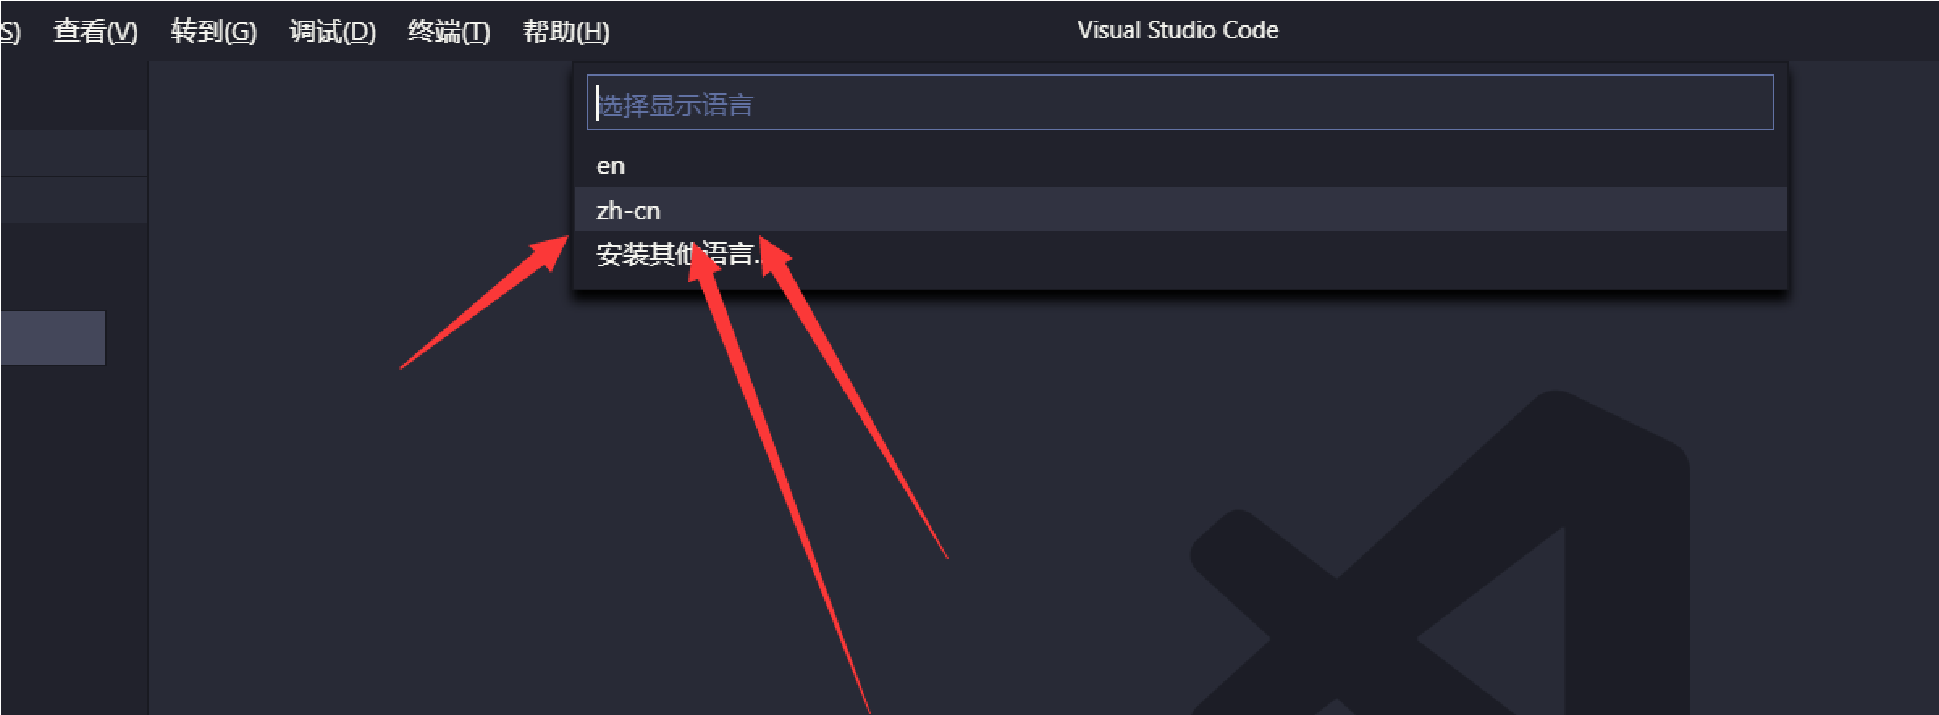 S) 查看(V) 转到(G) 调试(D) 终端(T) 帮助(H) Visual Studio Code
选择显示语言
en
zh-cn
安装其他语言..